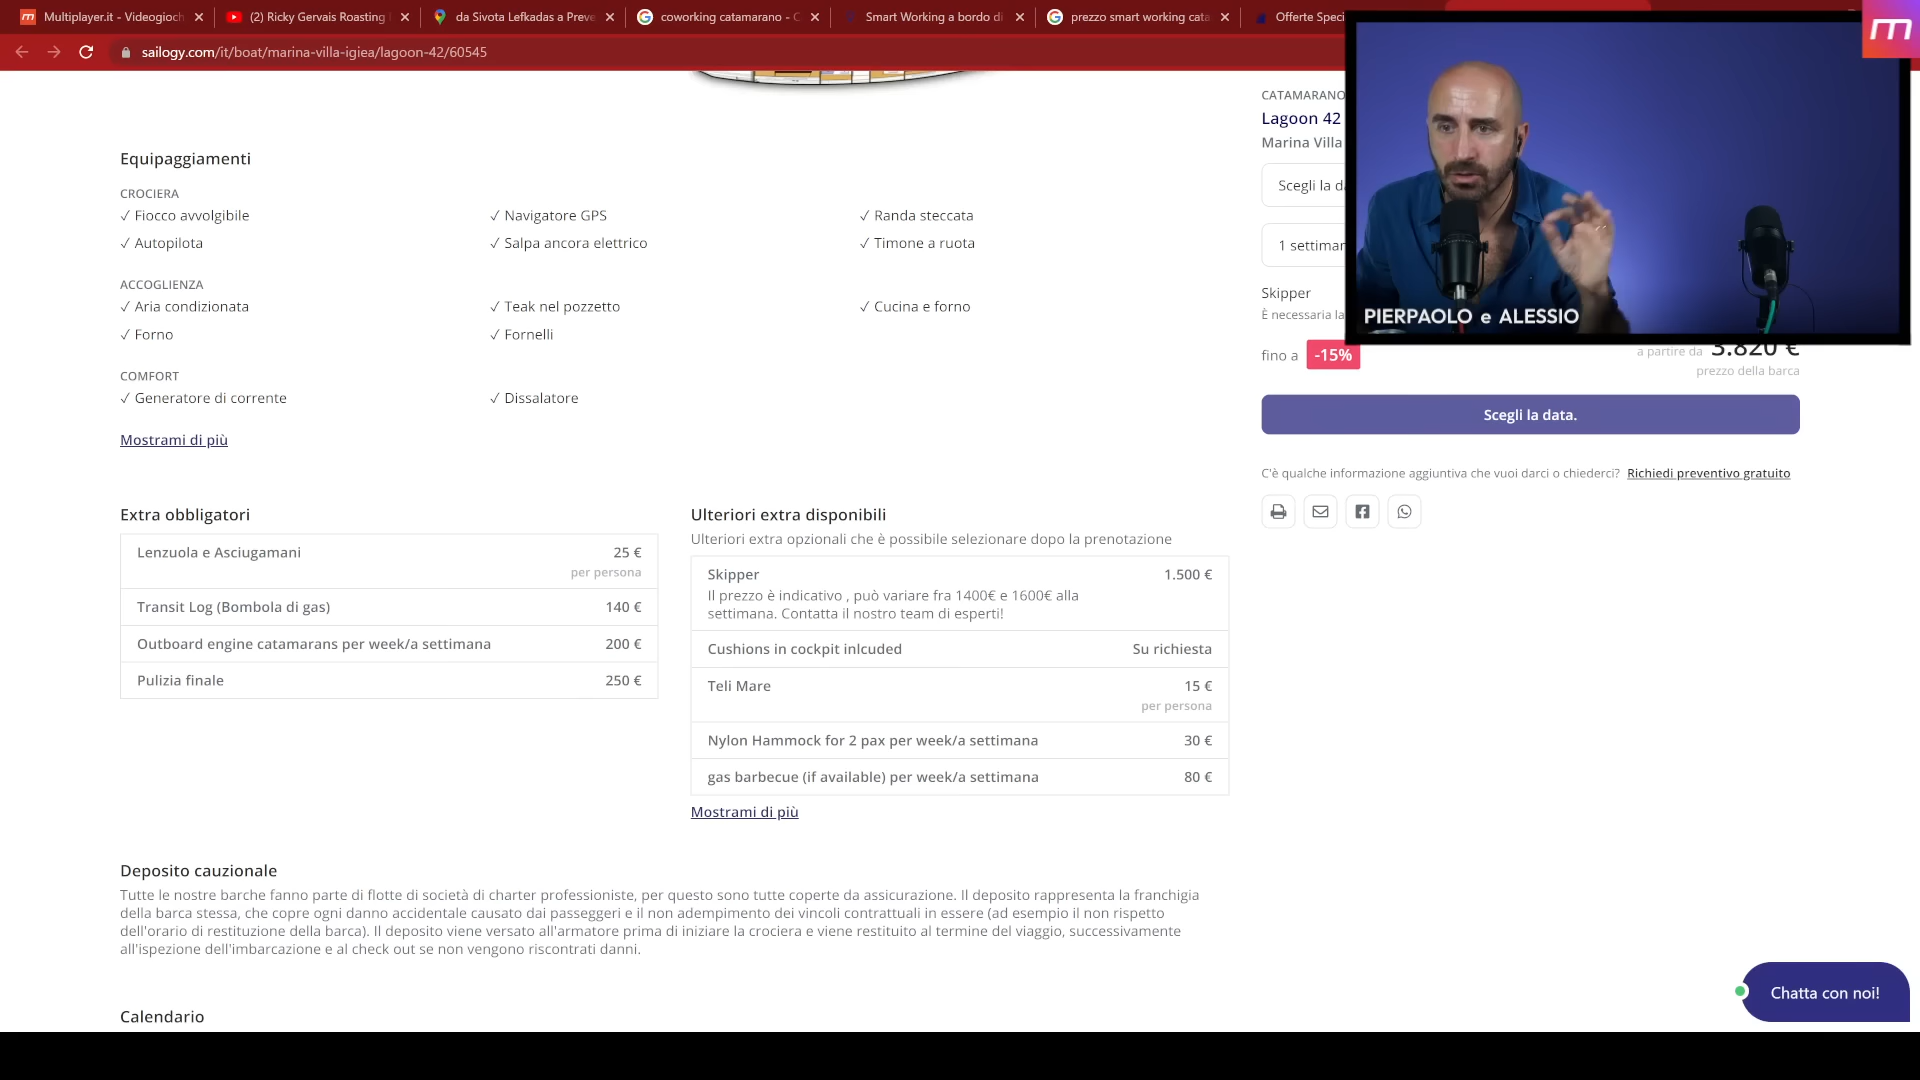 Multiplayer.it - Videogioch
(2) Ricky Gervais Roasting
da Sivota Lefkadas a Preve
coworking catamarano - C
Smart Working a bordo di
prezzo smart working cata
Offerte Speci
sailogy.com/it/boat/marina-villa-igiea/lagoon-42/60545
Equipaggiamenti
CROCIERA
✓ Fiocco avvolgibile
✓ Navigatore GPS
✓ Randa steccata
✓ Autopilota
✓ Salpa ancora elettrico
✓ Timone a ruota
ACCOGLIENZA
✓ Aria condizionata
✓ Teak nel pozzetto
✓ Cucina e forno
✓ Forno
✓ Fornelli
COMFORT
✓ Generatore di corrente
✓ Dissalatore
Mostrami di più
Extra obbligatori
Lenzuola e Asciugamani
25 €
per persona
Transit Log (Bombola di gas)
140 €
Outboard engine catamarans per week/a settimana
200 €
Pulizia finale
250 €
Ulteriori extra disponibili
Ulteriori extra opzionali che è possibile selezionare dopo la prenotazione
Skipper
1.500 €
Il prezzo è indicativo , può variare fra 1400€ e 1600€ alla
settimana. Contatta il nostro team di esperti!
Cushions in cockpit inlcuded
Su richiesta
Teli Mare
15 €
per persona
Nylon Hammock for 2 pax per week/a settimana
30 €
gas barbecue (if available) per week/a settimana
80 €
Mostrami di più
Deposito cauzionale
Tutte le nostre barche fanno parte di flotte di società di charter professioniste, per questo sono tutte coperte da assicurazione. Il deposito rappresenta la franchigia
della barca stessa, che copre ogni danno accidentale causato dai passeggeri e il non adempimento dei vincoli contrattuali in essere (ad esempio il non rispetto
dell'orario di restituzione della barca). Il deposito viene versato all'armatore prima di iniziare la crociera e viene restituito al termine del viaggio, successivamente
all'ispezione dell'imbarcazione e al check out se non vengono riscontrati danni.
Calendario
CATAMARANO
Lagoon 42
Marina Villa
Scegli la da
1 settiman
Skipper
È necessaria la
fino a
-15%
a partire da
3.820 €
prezzo della barca
Scegli la data.
C'è qualche informazione aggiuntiva che vuoi darci o chiederci? Richiedi preventivo gratuito
PIERPAOLO e ALESSIO
m
Chatta con noi!